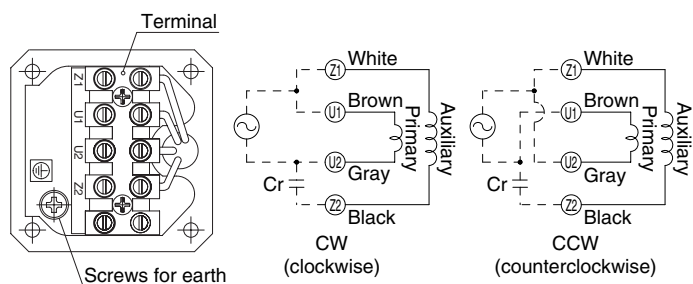 Terminal
Z1
U1
U2
Z2
Screws for earth
Z1 White
U1 Brown
Primary
Auxiliary
U2 Gray
Cr
Z2 Black
CW
(clockwise)
Z1 White
U1 Brown
Primary
Auxiliary
U2 Gray
Cr
Z2 Black
CCW
(counterclockwise)